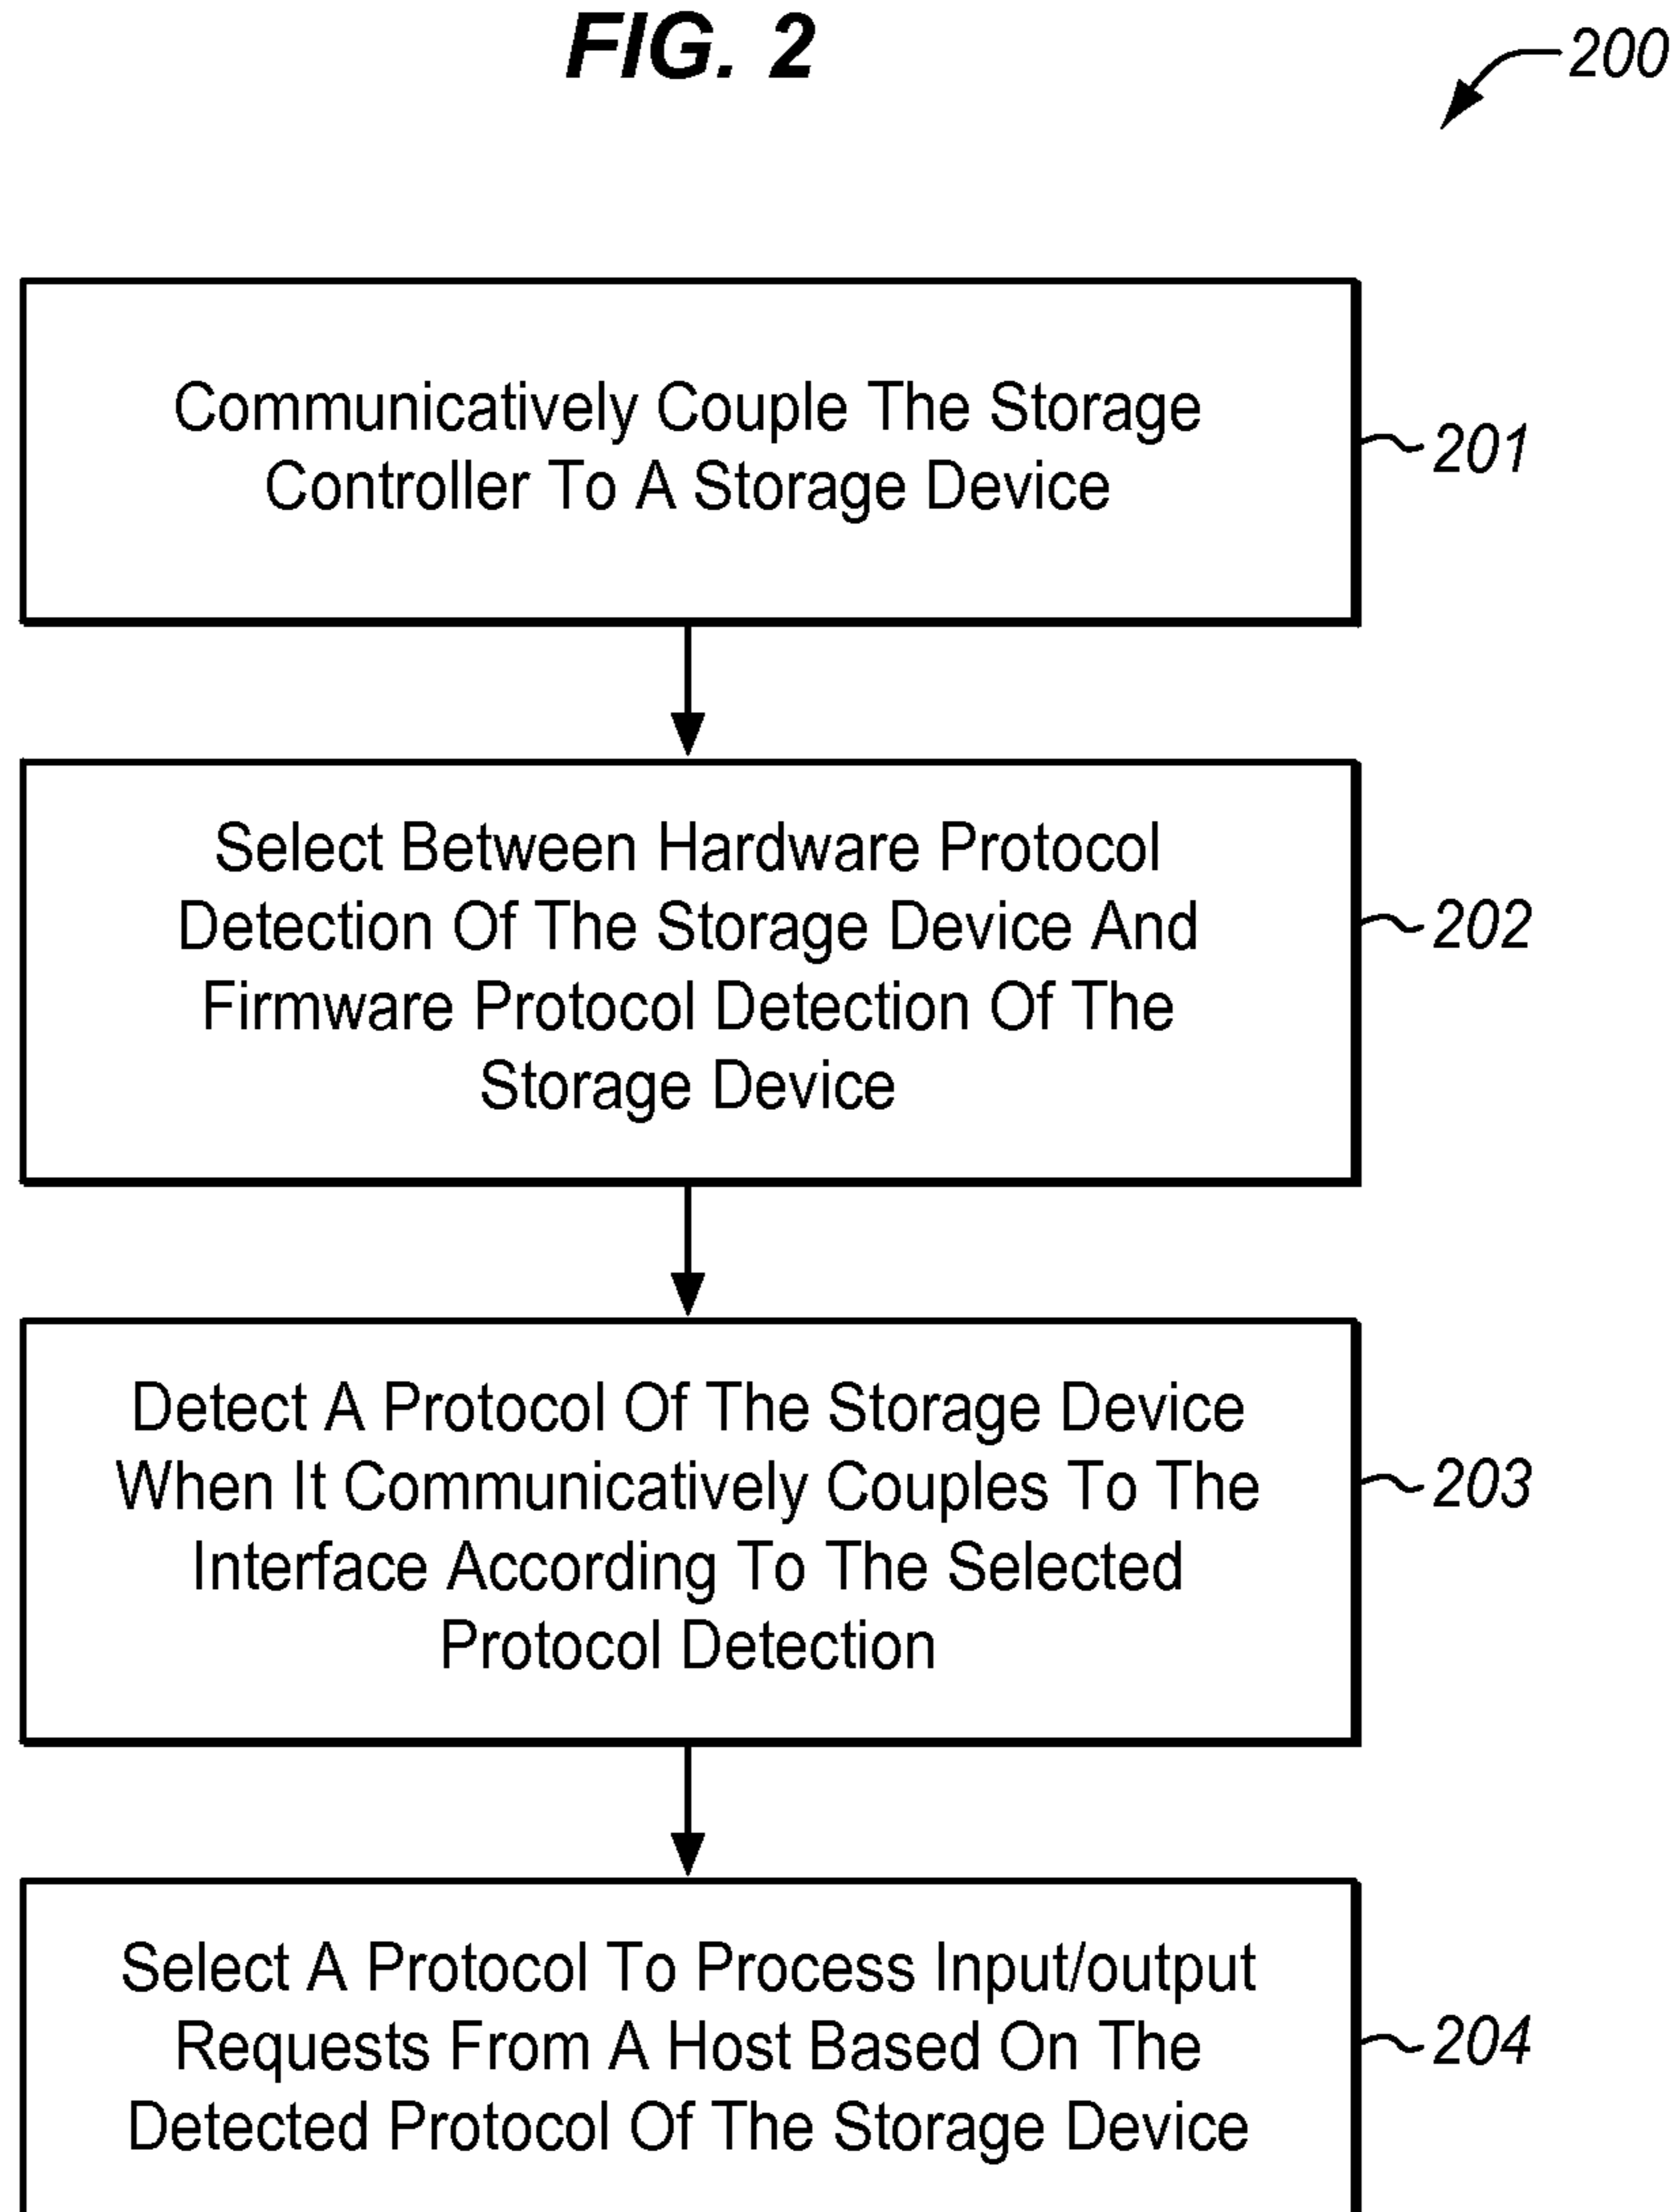 FIG. 2
200
Communicatively Couple The Storage
Controller To A Storage Device
201
Select Between Hardware Protocol
Detection Of The Storage Device And
Firmware Protocol Detection Of The
Storage Device
202
Detect A Protocol Of The Storage Device
When It Communicatively Couples To The
Interface According To The Selected
Protocol Detection
203
Select A Protocol To Process Input/output
Requests From A Host Based On The
Detected Protocol Of The Storage Device
204